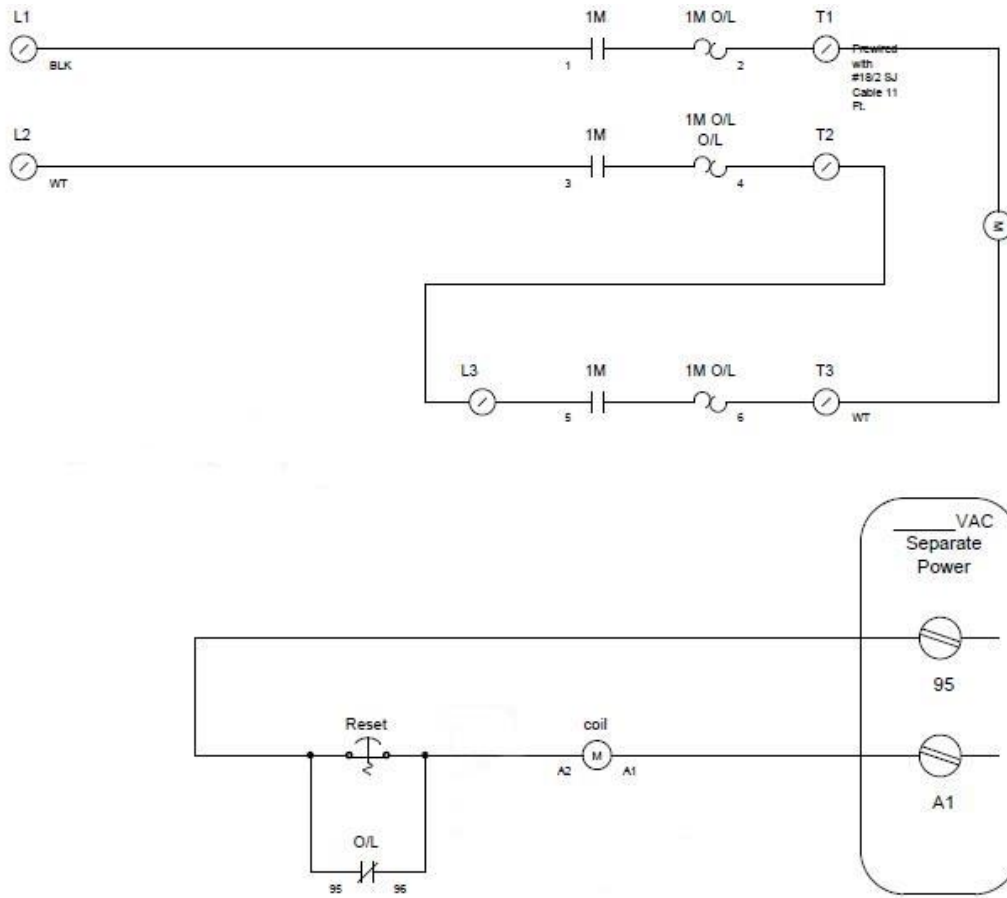 L1
1M
1M O/L
T1
BLK
1
2
Prewired
with
#18/2 SJ
Cable 11
Ft.
L2
1M
1M O/L
O/L
T2
WT
3
4
M
L3
1M
1M O/L
T3
5
6
WT
_____VAC
Separate
Power
95
Reset
coil
M
A2
A1
A1
O/L
95
96